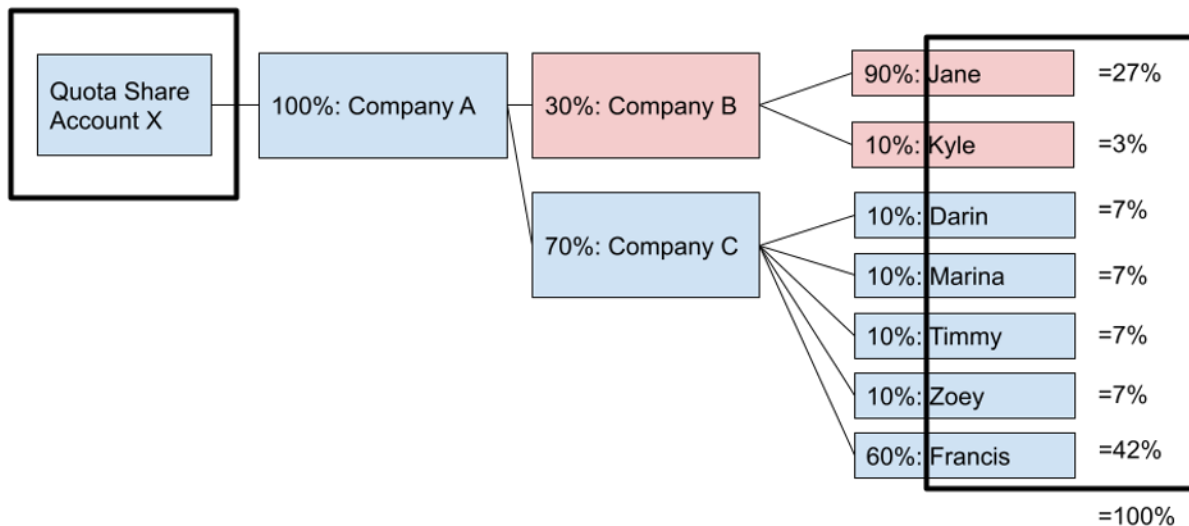 Quota Share
Account X
100%: Company A
30%: Company B
70%: Company C
90%: Jane =27%
10%: Kyle =3%
10%: Darin =7%
10%: Marina =7%
10%: Timmy =7%
10%: Zoey =7%
60%: Francis =42%
=100%